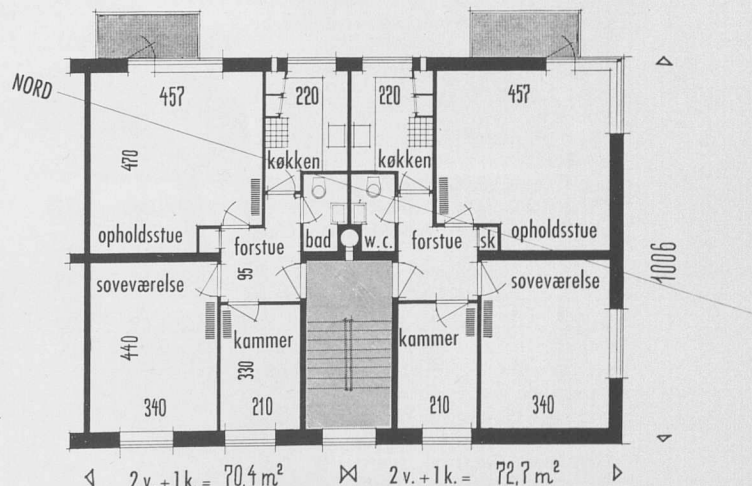 NORD
457
220
220
457
470
køkken
køkken
opholdsstue
forstue
bad
w.c.
forstue
sk
opholdsstue
95
1006
soveværelse
soveværelse
440
kammer
330
kammer
340
210
210
340
2 v. + 1 k. = 70,4 m²
2 v. + 1 k. = 72,7 m²